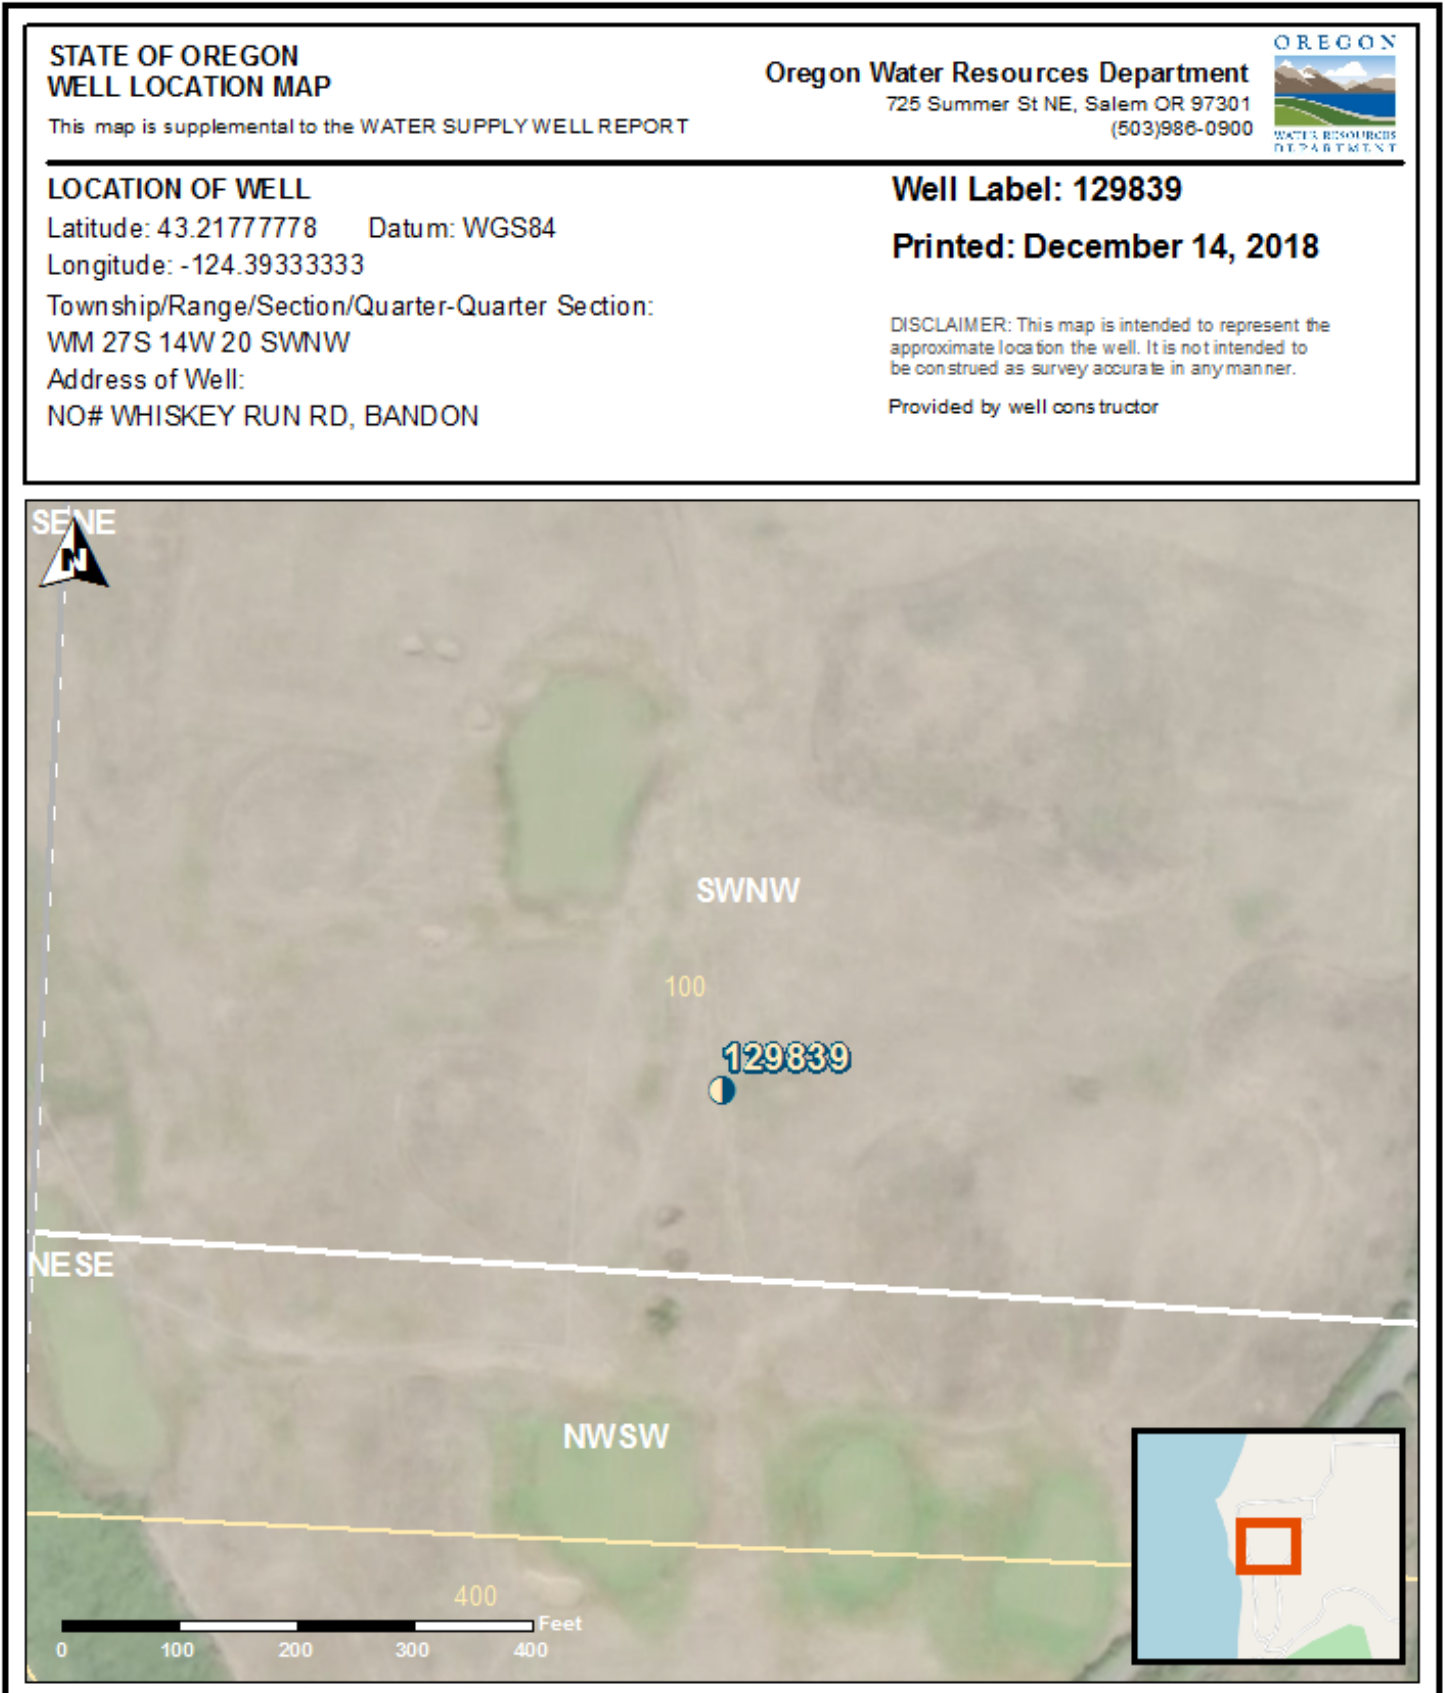 STATE OF OREGON
WELL LOCATION MAP
This map is supplemental to the WATER SUPPLY WELL REPORT
Oregon Water Resources Department
725 Summer St NE, Salem OR 97301
(503)986-0900
OREGON
WATER RESOURCES
DEPARTMENT
LOCATION OF WELL
Latitude: 43.21777778 Datum: WGS84
Longitude: -124.39333333
Township/Range/Section/Quarter-Quarter Section:
WM 27S 14W 20 SWNW
Address of Well:
NO# WHISKEY RUN RD, BANDON
Well Label: 129839
Printed: December 14, 2018
DISCLAIMER: This map is intended to represent the
approximate location the well. It is not intended to
be construed as survey accurate in any manner.
Provided by well constructor
SENE
N
SWNW
100
129839
NESE
NWSW
400
Feet
0 100 200 300 400